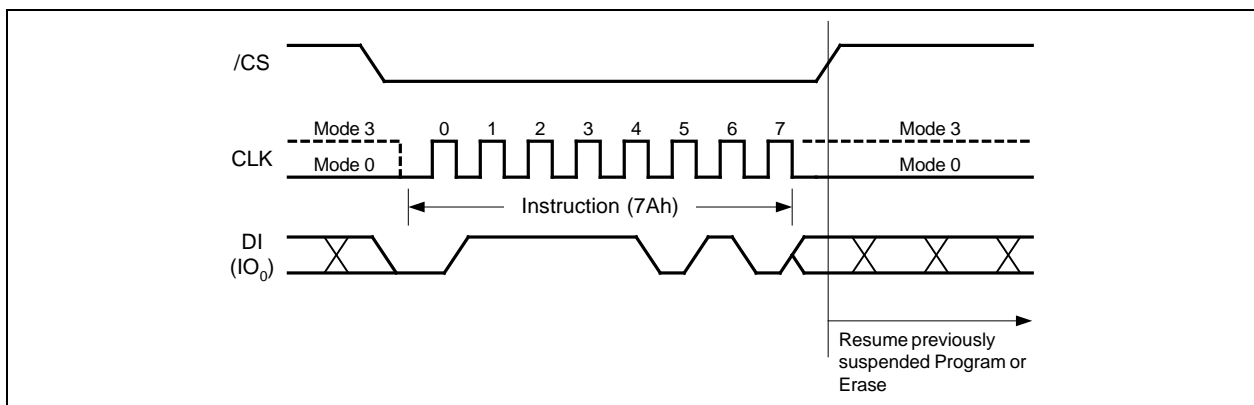 /CS
Mode 3
0 1 2 3 4 5 6 7
Mode 3
CLK
Mode 0
Mode 0
Instruction (7Ah)
DI
(IO0)
Resume previously
suspended Program or
Erase